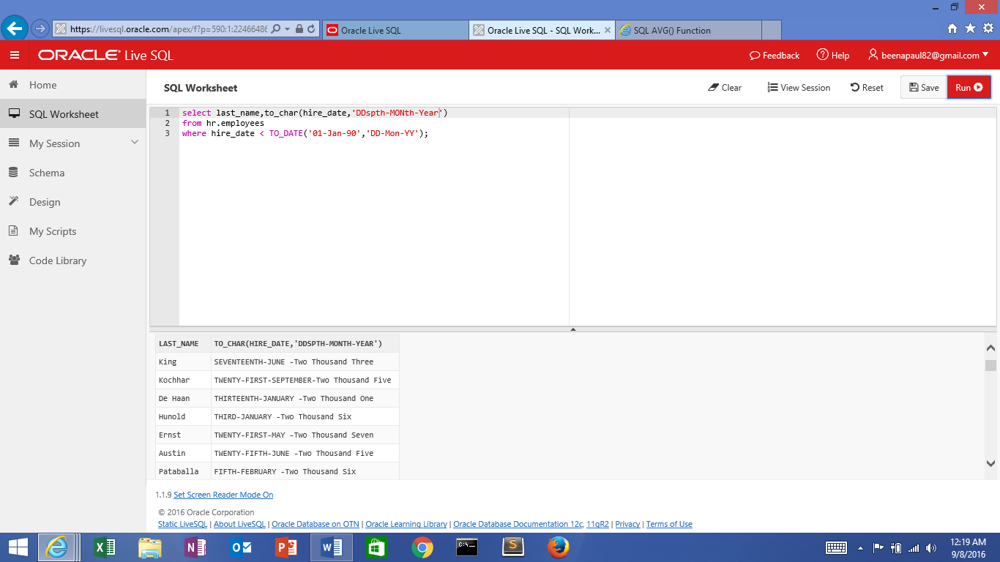 https://livesql.oracle.com/apex/f?p=590:1:22466486
Oracle Live SQL
Oracle Live SQL - SQL Work...
SQL AVG() Function
ORACLE Live SQL
Feedback
Help
beenapaul82@gmail.com
Home
SQL Worksheet
My Session
Schema
Design
My Scripts
Code Library
SQL Worksheet
Clear
View Session
Reset
Save
Run
1 select last_name,to_char(hire_date,'DDspth-MONth-Year')
2 from hr.employees
3 where hire_date < TO_DATE('01-Jan-90','DD-Mon-YY');
LAST_NAME TO_CHAR(HIRE_DATE,'DDSPTH-MONTH-YEAR')
King SEVENTEENTH-JUNE -Two Thousand Three
Kochhar TWENTY-FIRST-SEPTEMBER-Two Thousand Five
De Haan THIRTEENTH-JANUARY -Two Thousand One
Hunold THIRD-JANUARY -Two Thousand Six
Ernst TWENTY-FIRST-MAY -Two Thousand Seven
Austin TWENTY-FIFTH-JUNE -Two Thousand Five
Pataballa FIFTH-FEBRUARY -Two Thousand Six
1.1.9 Set Screen Reader Mode On
© 2016 Oracle Corporation
Static LiveSQL | About LiveSQL | Oracle Database on OTN | Oracle Learning Library | Oracle Database Documentation 12c, 11gR2 | Privacy | Terms of Use
12:19 AM
9/8/2016